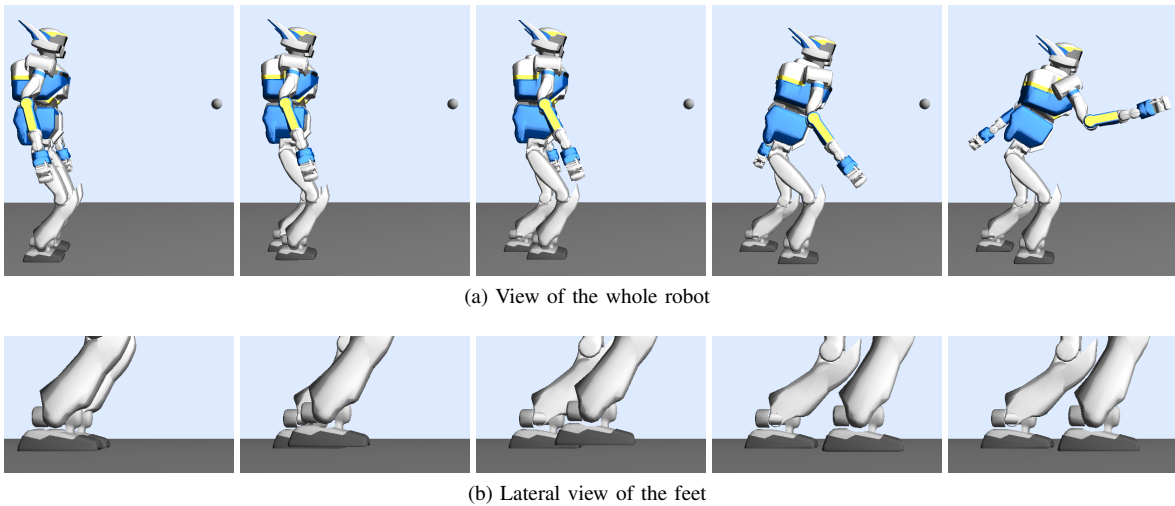 (a) View of the whole robot
(b) Lateral view of the feet